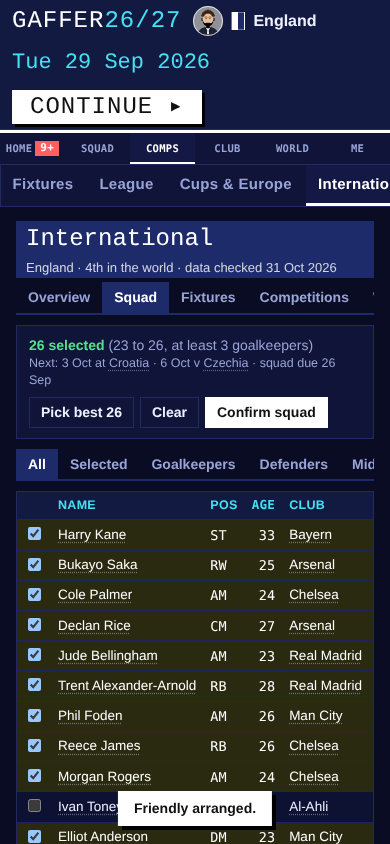 GAFFER26/27 England
Tue 29 Sep 2026
CONTINUE ▸
HOME 9+ SQUAD COMPS CLUB WORLD ME
Fixtures League Cups & Europe Internatio
International
England · 4th in the world · data checked 31 Oct 2026
Overview Squad Fixtures Competitions
26 selected (23 to 26, at least 3 goalkeepers)
Next: 3 Oct at Croatia · 6 Oct v Czechia · squad due 26
Sep
Pick best 26 Clear Confirm squad
All Selected Goalkeepers Defenders Mid
NAME POS AGE CLUB
Harry Kane ST 33 Bayern
Bukayo Saka RW 25 Arsenal
Cole Palmer AM 24 Chelsea
Declan Rice CM 27 Arsenal
Jude Bellingham AM 23 Real Madrid
Trent Alexander-Arnold RB 28 Real Madrid
Phil Foden AM 26 Man City
Reece James RB 26 Chelsea
Morgan Rogers AM 24 Chelsea
Ivan Toney Al-Ahli
Friendly arranged.
Elliot Anderson DM 23 Man City